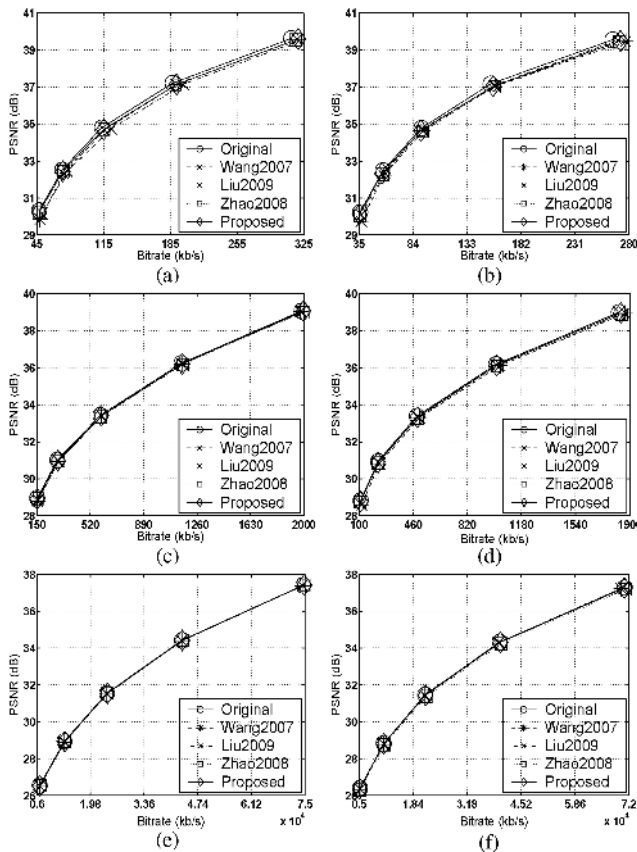 41
39
37
35
33
31
29
PSNR (dB)
Original
Wang2007
Liu2009
Zhao2008
Proposed
45 115 185 255 325
Bitrate (kb/s)
(a)
41
39
37
35
33
31
29
PSNR (dB)
Original
Wang2007
Liu2009
Zhao2008
Proposed
35 84 133 182 231 280
Bitrate (kb/s)
(b)
40
38
36
34
32
30
28
PSNR (dB)
Original
Wang2007
Liu2009
Zhao2008
Proposed
150 520 890 1260 1630 2000
Bitrate (kb/s)
(c)
40
38
36
34
32
30
28
PSNR (dB)
Original
Wang2007
Liu2009
Zhao2008
Proposed
100 460 820 1180 1540 1900
Bitrate (kb/s)
(d)
38
36
34
32
30
28
26
PSNR (dB)
Original
Wang2007
Liu2009
Zhao2008
Proposed
0.6 1.98 3.36 4.74 6.12 7.5
Bitrate (kb/s) x 10⁴
(e)
38
36
34
32
30
28
26
PSNR (dB)
Original
Wang2007
Liu2009
Zhao2008
Proposed
0.5 1.84 3.18 4.52 5.86 7.2
Bitrate (kb/s) x 10⁴
(f)